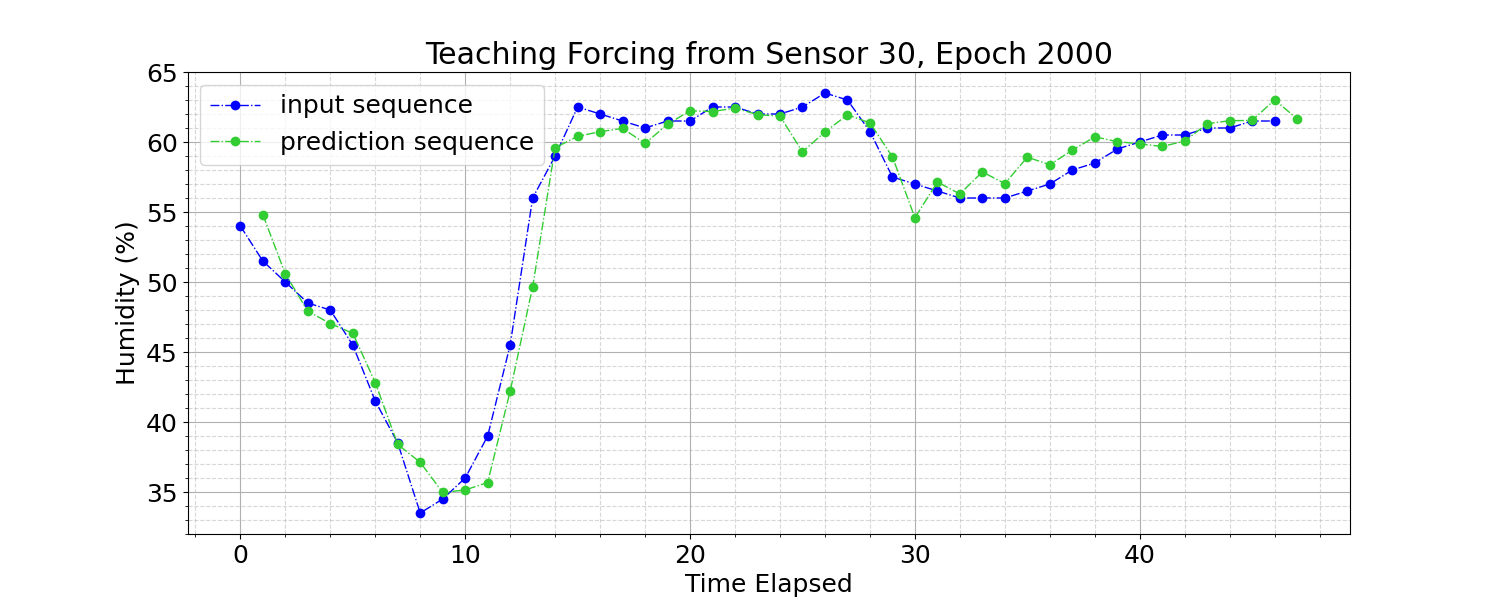 Teaching Forcing from Sensor 30, Epoch 2000
65
60
55
50
45
40
35
Humidity (%)
input sequence
prediction sequence
0 10 20 30 40
Time Elapsed